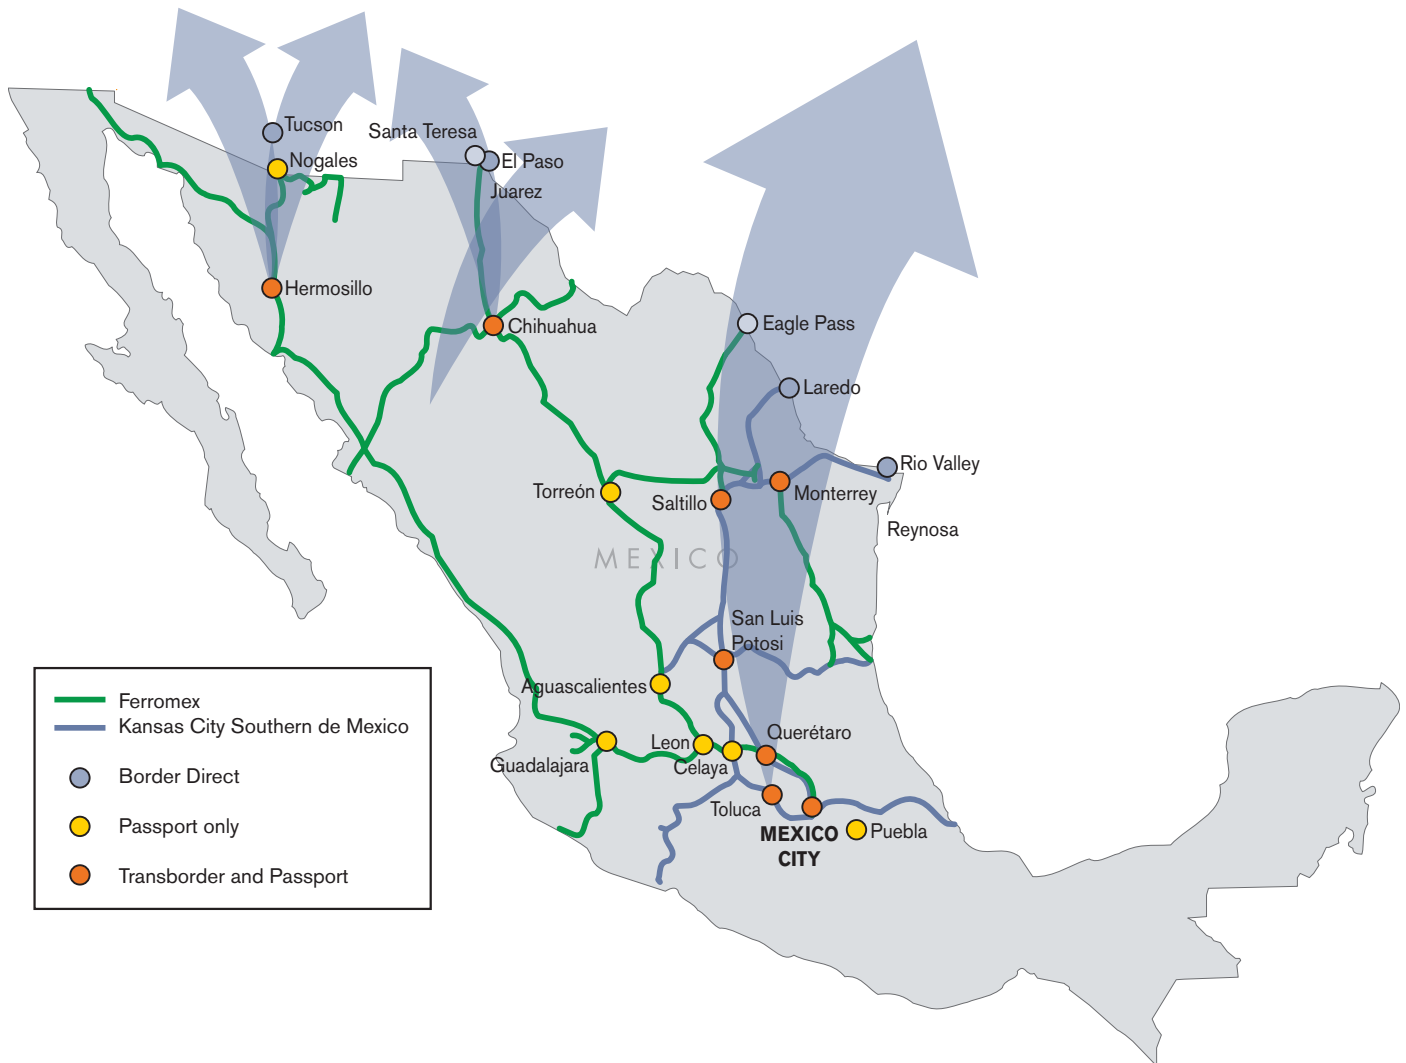 Tucson
Santa Teresa
Nogales
El Paso
Juarez
Hermosillo
Chihuahua
Eagle Pass
Laredo
Rio Valley
Torreón
Saltillo
Monterrey
Reynosa
MEXICO
San Luis
Potosi
Aguascalientes
Querétaro
Leon
Celaya
Guadalajara
Toluca
MEXICO
CITY
Puebla
Ferromex
Kansas City Southern de Mexico
Border Direct
Passport only
Transborder and Passport